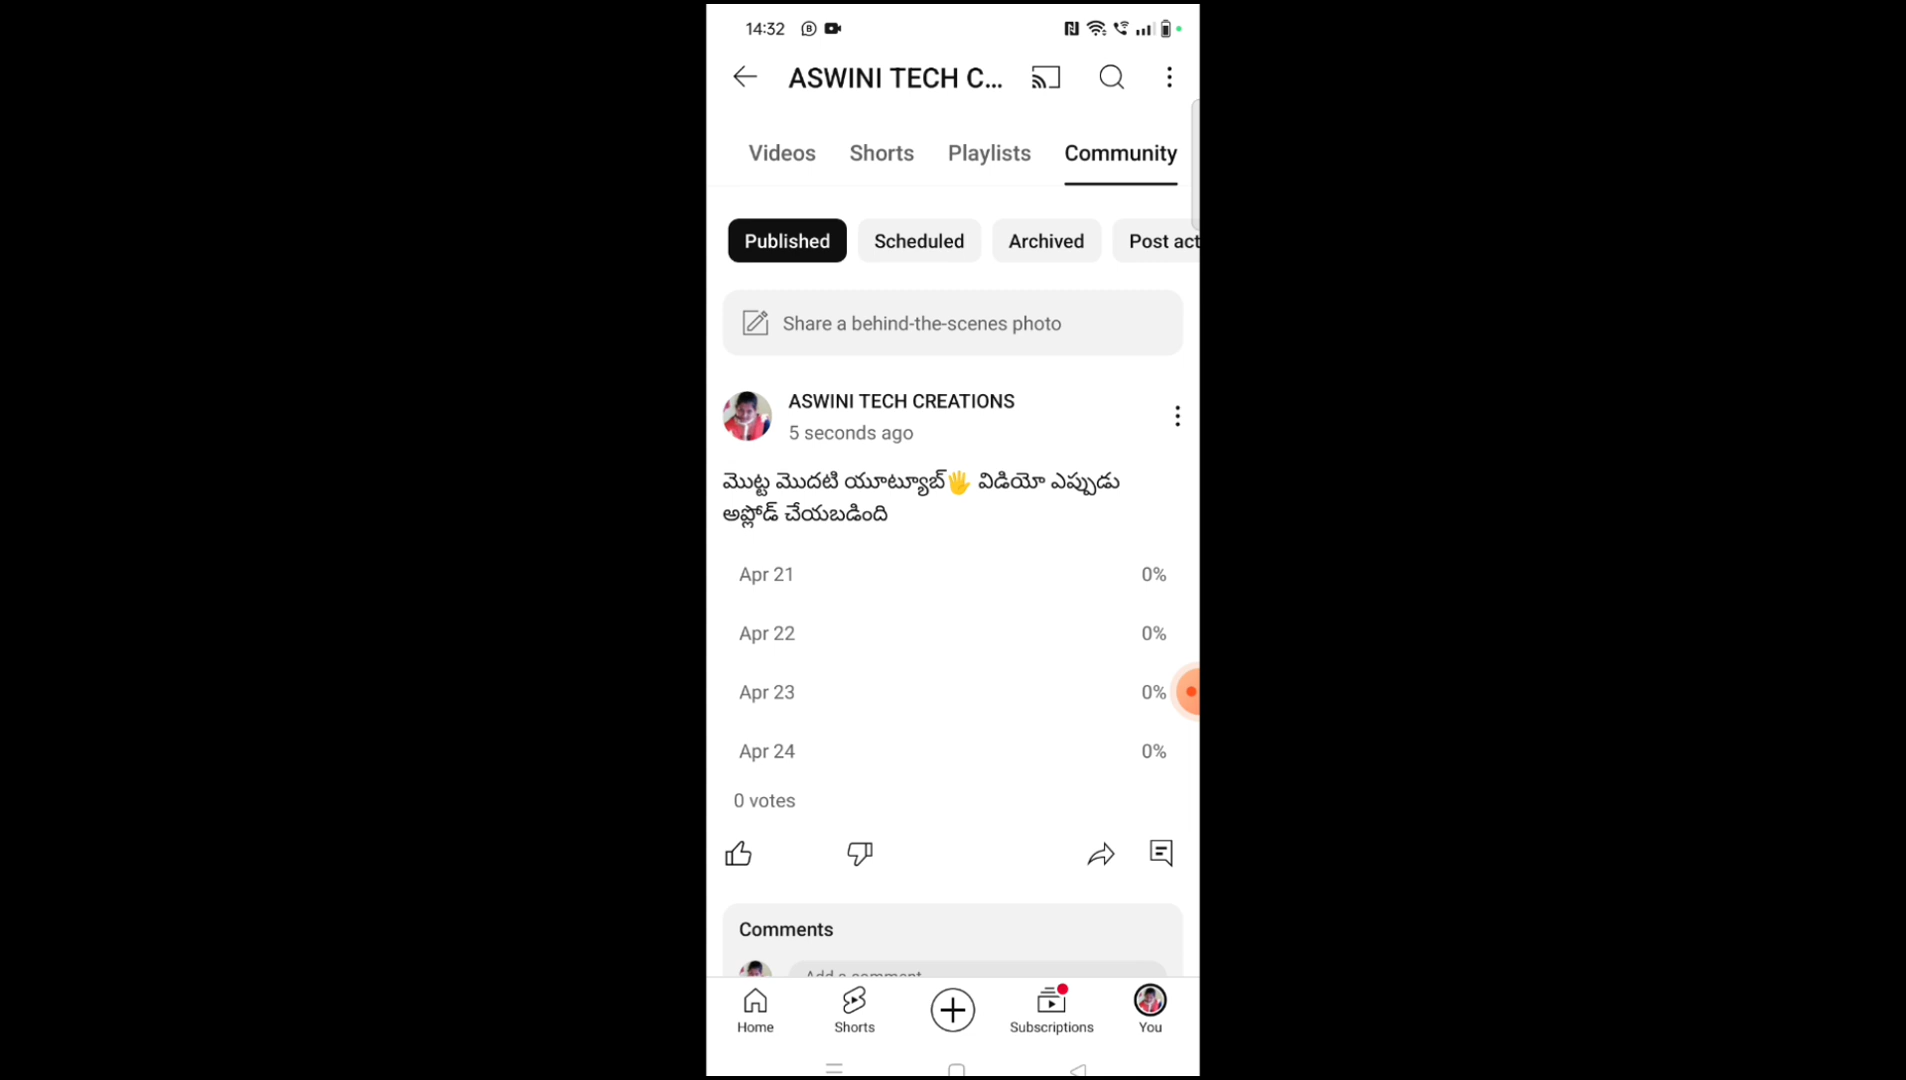 14:32
ASWINI TECH C...
Videos Shorts Playlists Community
Published Scheduled Archived Post act
Share a behind-the-scenes photo
ASWINI TECH CREATIONS
5 seconds ago
మొట్ట మొదటి యూట్యూబ్🖐 విడియో ఎప్పుడు
అప్లోడ్ చేయబడింది
Apr 21 0%
Apr 22 0%
Apr 23 0%
Apr 24 0%
0 votes
Comments
Add a comment
Home Shorts Subscriptions You